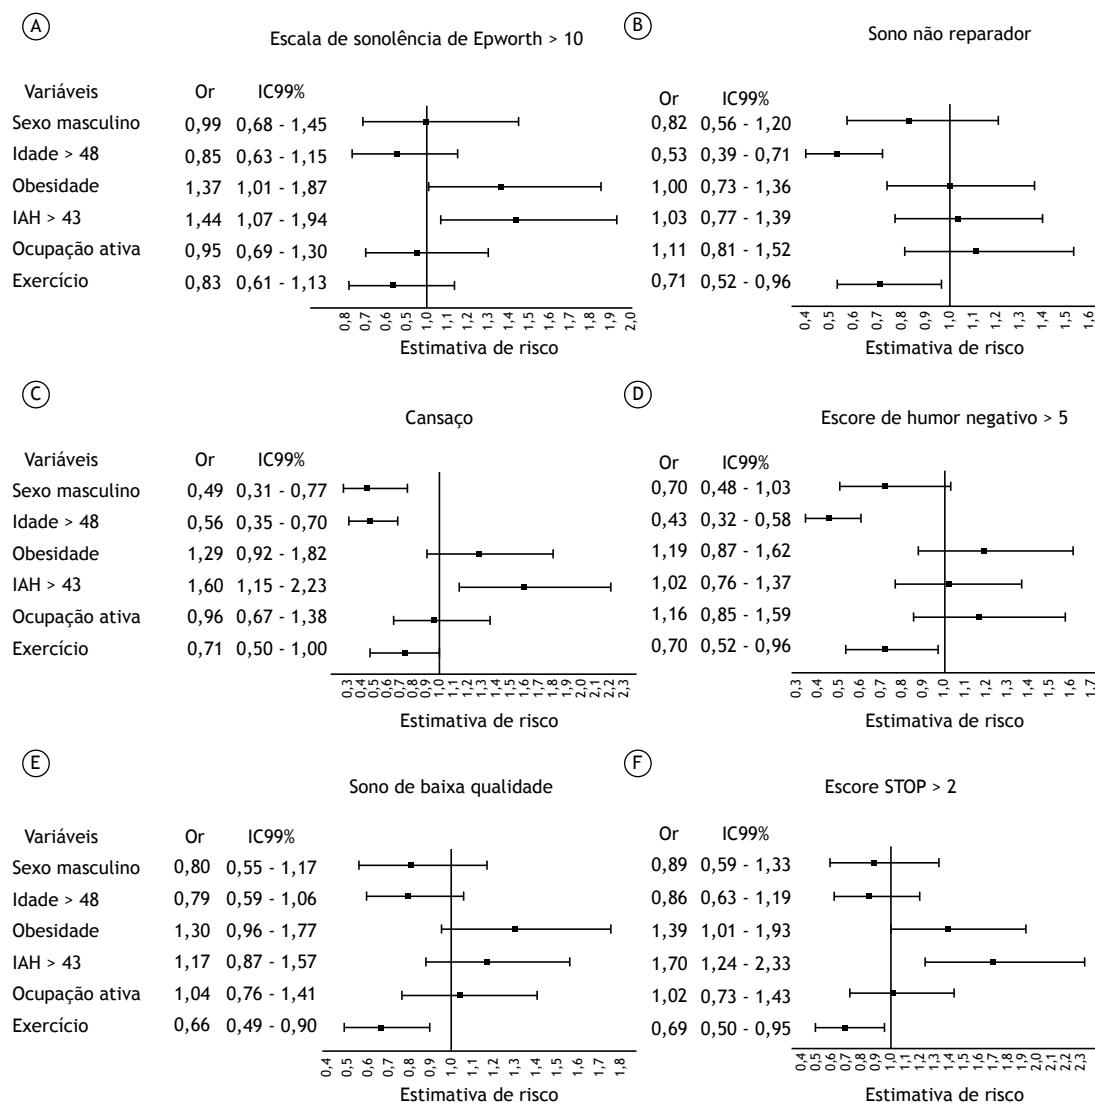 A
Escala de sonolência de Epworth > 10
Variáveis Or IC99%
Sexo masculino 0,99 0,68 - 1,45
Idade > 48 0,85 0,63 - 1,15
Obesidade 1,37 1,01 - 1,87
IAH > 43 1,44 1,07 - 1,94
Ocupação ativa 0,95 0,69 - 1,30
Exercício 0,83 0,61 - 1,13
0,8 0,7 0,6 0,5 1,0 1,1 1,2 1,3 1,4 1,5 1,6 1,7 1,8 1,9 2,0
Estimativa de risco
B
Sono não reparador
Or IC99%
0,82 0,56 - 1,20
0,53 0,39 - 0,71
1,00 0,73 - 1,36
1,03 0,77 - 1,39
1,11 0,81 - 1,52
0,71 0,52 - 0,96
0,4 0,5 0,6 0,7 0,8 0,9 1,0 1,1 1,2 1,3 1,4 1,5 1,6
Estimativa de risco
C
Cansaço
Variáveis Or IC99%
Sexo masculino 0,49 0,31 - 0,77
Idade > 48 0,56 0,35 - 0,70
Obesidade 1,29 0,92 - 1,82
IAH > 43 1,60 1,15 - 2,23
Ocupação ativa 0,96 0,67 - 1,38
Exercício 0,71 0,50 - 1,00
0,3 0,4 0,5 0,6 0,7 0,8 0,9 1,0 1,1 1,2 1,3 1,4 1,5 1,6 1,7 1,8 1,9 2,0 2,1 2,2 2,3
Estimativa de risco
D
Escore de humor negativo > 5
Or IC99%
0,70 0,48 - 1,03
0,43 0,32 - 0,58
1,19 0,87 - 1,62
1,02 0,76 - 1,37
1,16 0,85 - 1,59
0,70 0,52 - 0,96
0,3 0,4 0,5 0,6 0,7 0,8 0,9 1,0 1,1 1,2 1,3 1,4 1,5 1,6 1,7
Estimativa de risco
E
Sono de baixa qualidade
Variáveis Or IC99%
Sexo masculino 0,80 0,55 - 1,17
Idade > 48 0,79 0,59 - 1,06
Obesidade 1,30 0,96 - 1,77
IAH > 43 1,17 0,87 - 1,57
Ocupação ativa 1,04 0,76 - 1,41
Exercício 0,66 0,49 - 0,90
0,4 0,5 0,6 0,7 0,8 0,9 1,0 1,1 1,2 1,3 1,4 1,5 1,6 1,7 1,8
Estimativa de risco
F
Escore STOP > 2
Or IC99%
0,89 0,59 - 1,33
0,86 0,63 - 1,19
1,39 1,01 - 1,93
1,70 1,24 - 2,33
1,02 0,73 - 1,43
0,69 0,50 - 0,95
0,4 0,5 0,6 0,7 0,8 0,9 1,0 1,1 1,2 1,3 1,4 1,5 1,6 1,7 1,8 1,9 2,0 2,1 2,2 2,3
Estimativa de risco